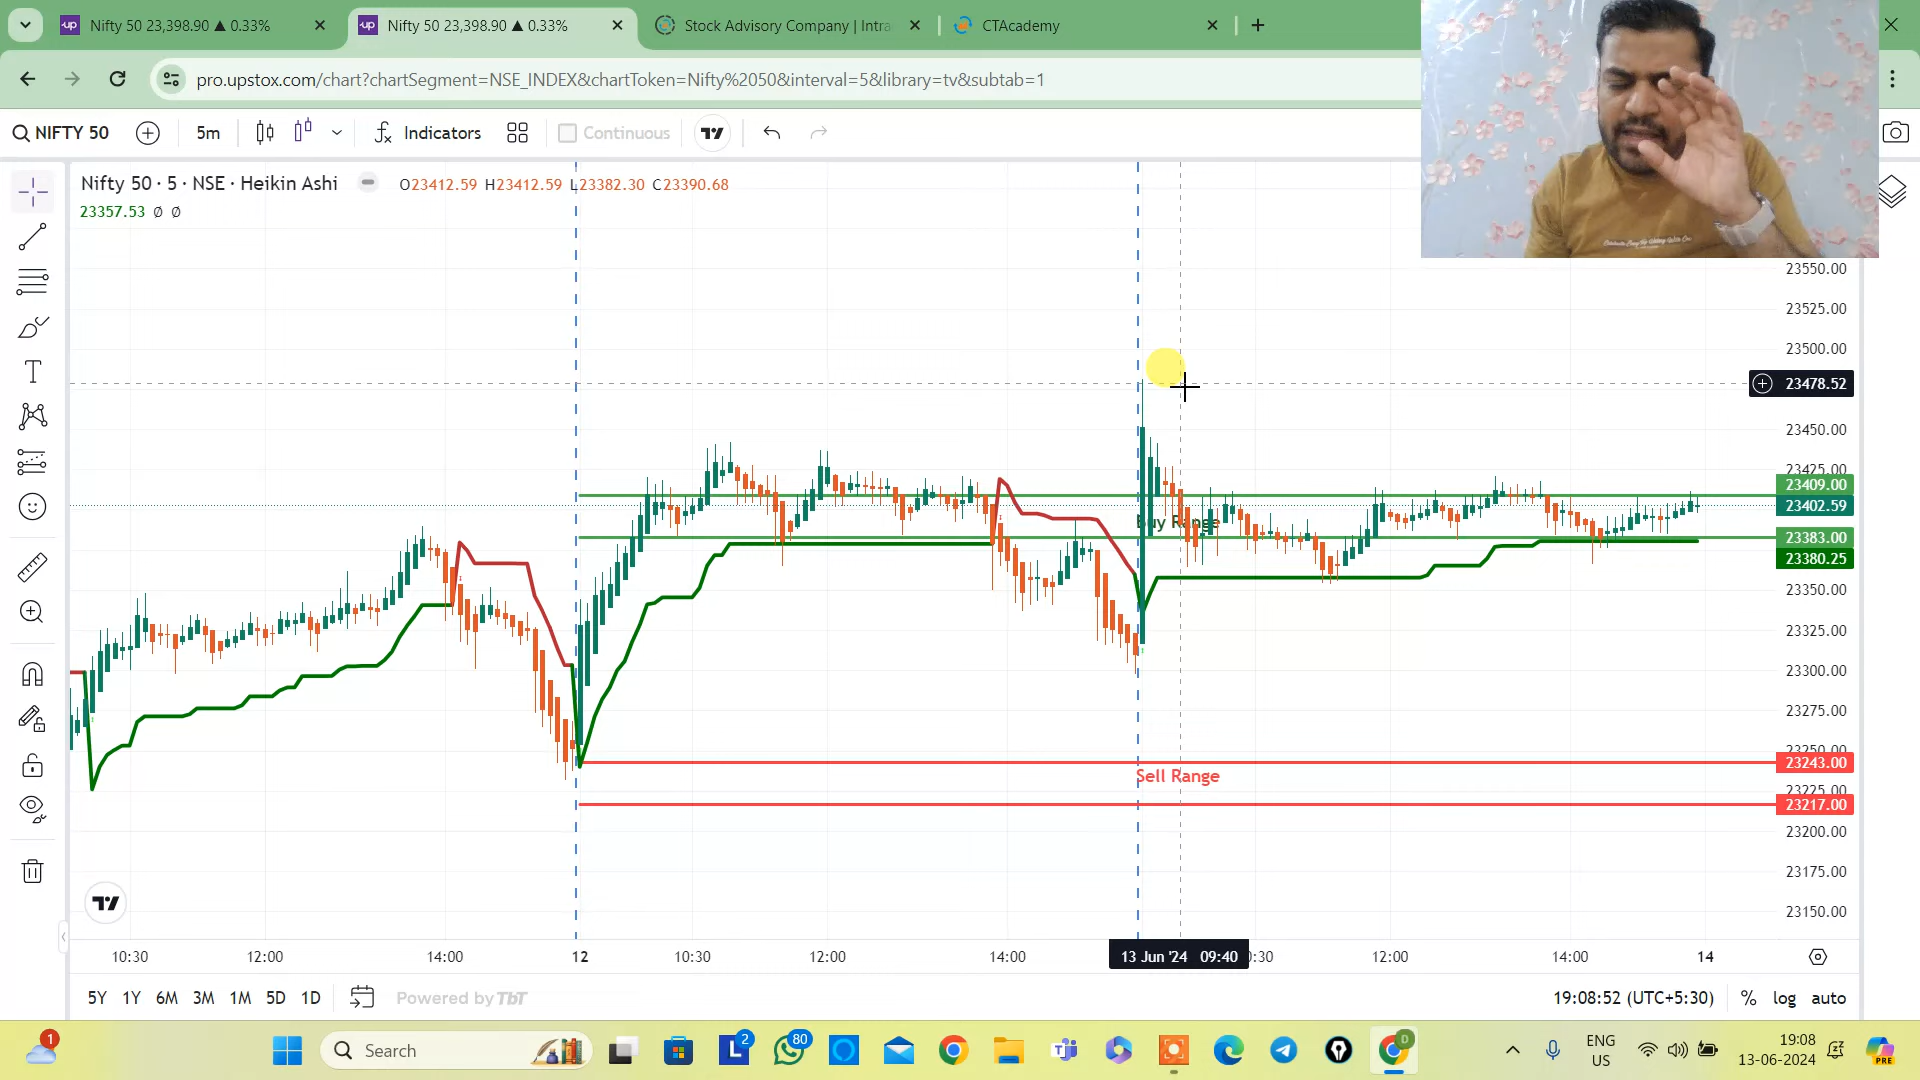 Nifty 50 23,398.90 ▲ 0.33%
Nifty 50 23,398.90 ▲ 0.33%
Stock Advisory Company | Intra
CTAcademy
pro.upstox.com/chart?chartSegment=NSE_INDEX&chartToken=Nifty%2050&interval=5&library=tv&subtab=1
NIFTY 50
5m
Indicators
Continuous
Nifty 50 · 5 · NSE · Heikin Ashi
O23412.59 H23412.59 L23382.30 C23390.68
23357.53 Ø Ø
23550.00
23525.00
23500.00
23478.52
23450.00
23425.00
23409.00
23402.59
Buy Range
23383.00
23380.25
23350.00
23325.00
23300.00
23275.00
23250.00
23243.00
Sell Range
23225.00
23217.00
23200.00
23175.00
23150.00
10:30
12:00
14:00
12
10:30
12:00
14:00
13 Jun '24 09:40
:30
12:00
14:00
14
5Y 1Y 6M 3M 1M 5D 1D
Powered by TbT
19:08:52 (UTC+5:30)
% log auto
1
Search
2
80
D
ENG
US
19:08
13-06-2024
PRE